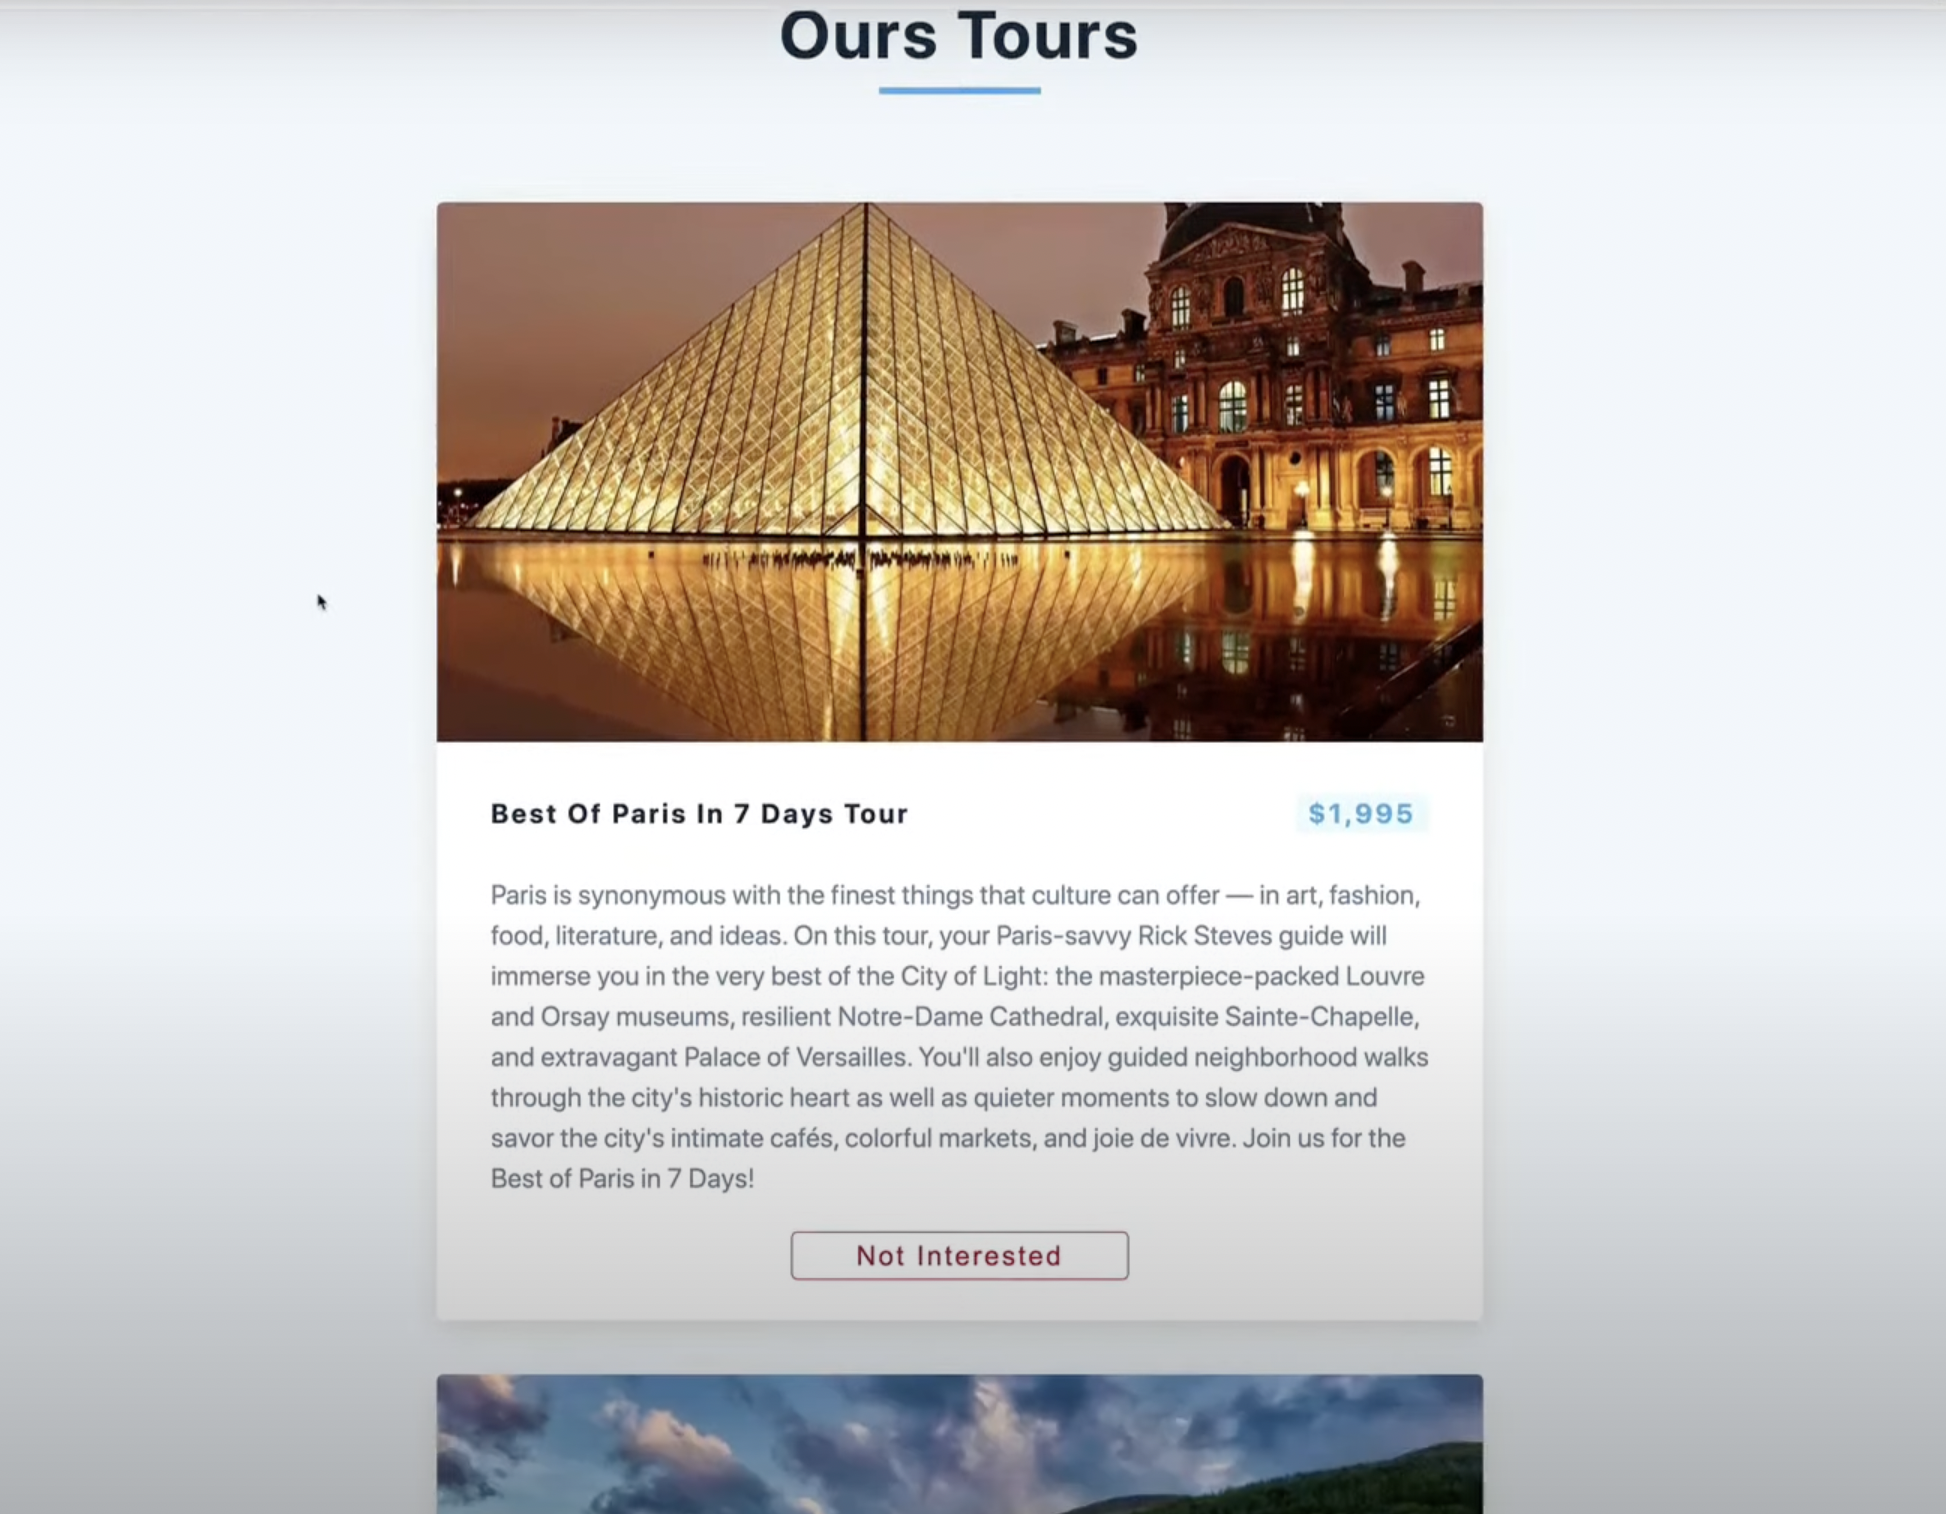 Ours Tours
Best Of Paris In 7 Days Tour
$1,995
Paris is synonymous with the finest things that culture can offer — in art, fashion,
food, literature, and ideas. On this tour, your Paris-savvy Rick Steves guide will
immerse you in the very best of the City of Light: the masterpiece-packed Louvre
and Orsay museums, resilient Notre-Dame Cathedral, exquisite Sainte-Chapelle,
and extravagant Palace of Versailles. You'll also enjoy guided neighborhood walks
through the city's historic heart as well as quieter moments to slow down and
savor the city's intimate cafés, colorful markets, and joie de vivre. Join us for the
Best of Paris in 7 Days!
Not Interested